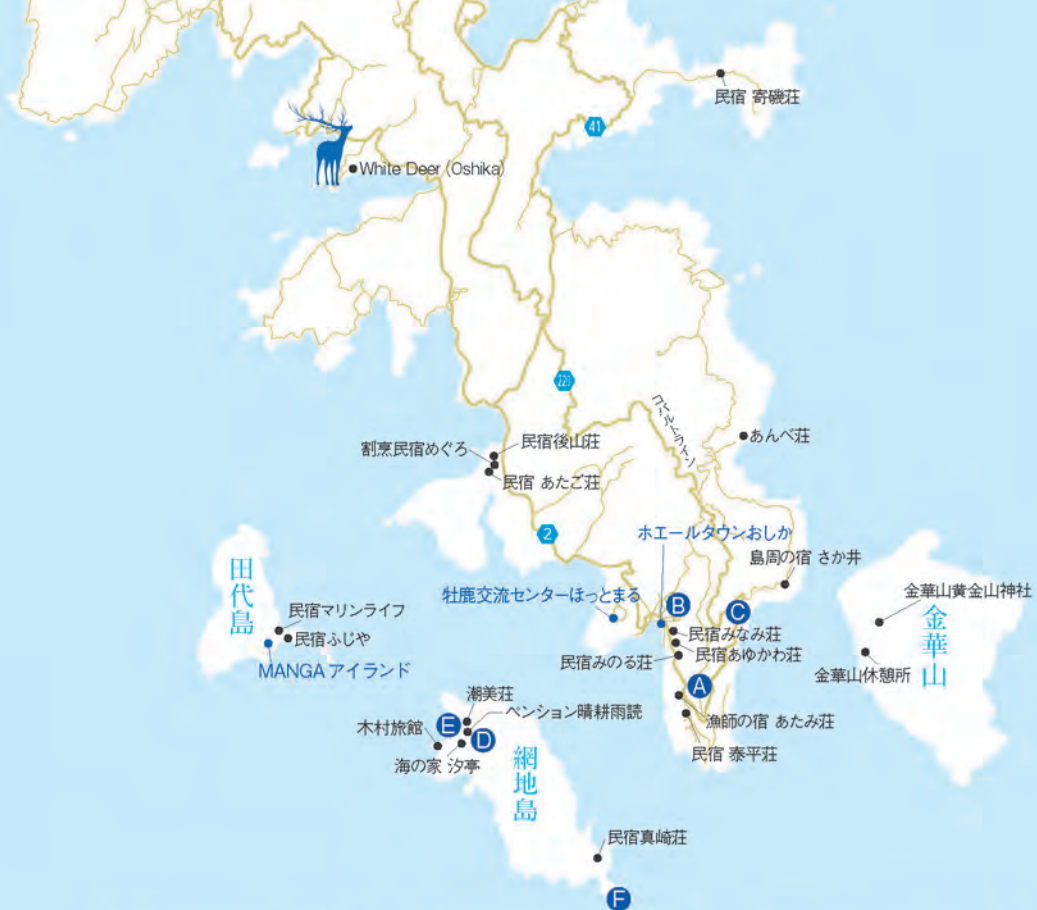 民宿 寄磯荘
41
White Deer (Oshika)
220
コバルトライン
あんべ荘
民宿後山荘
割烹民宿めぐろ
民宿 あたご荘
2
ホエールタウンおしか
島周の宿 さか井
田代島
牡鹿交流センターほっとまる
B
C
金華山黄金山神社
民宿マリンライフ
民宿ふじや
MANGA アイランド
民宿みなみ荘
民宿あゆかわ荘
民宿みのる荘
金華山
金華山休憩所
A
潮美荘
ペンション晴耕雨読
漁師の宿 あたみ荘
木村旅館
E
D
海の家 汐亭
民宿 泰平荘
網地島
民宿真崎荘
F